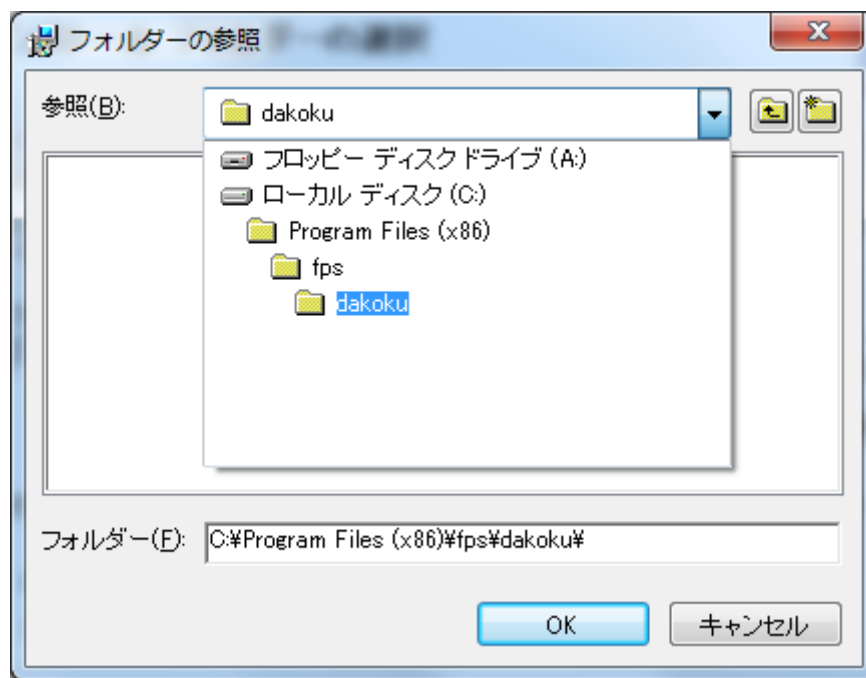 フォルダーの参照
参照(B):
dakoku
フロッピー ディスク ドライブ (A:)
ローカル ディスク (C:)
Program Files (x86)
fps
dakoku
フォルダー(F): C:¥Program Files (x86)¥fps¥dakoku¥
OK キャンセル